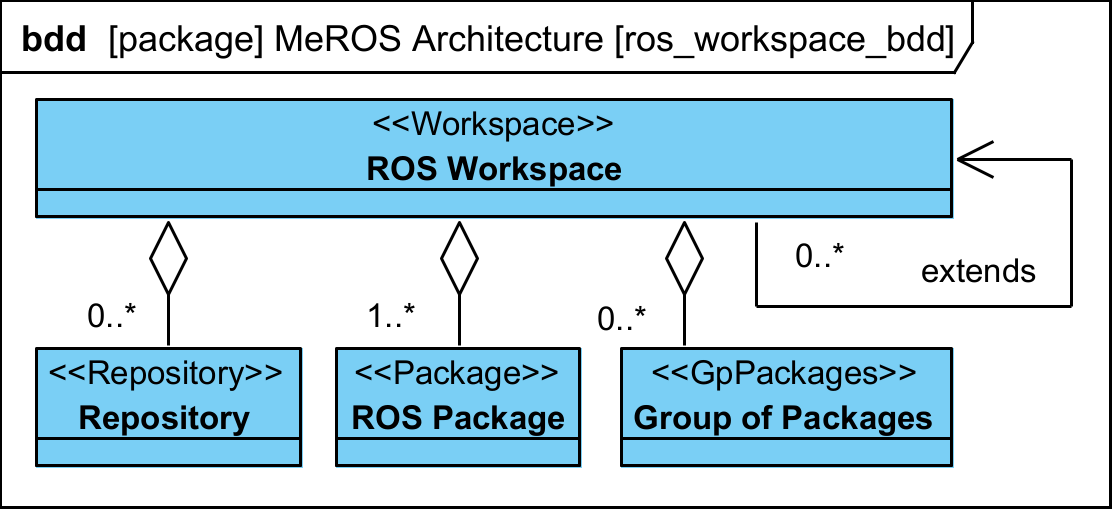 bdd [package] MeROS Architecture [ros_workspace_bdd]
<<Workspace>>
ROS Workspace
0..*
extends
0..*
1..*
0..*
<<Repository>>
Repository
<<Package>>
ROS Package
<<GpPackages>>
Group of Packages